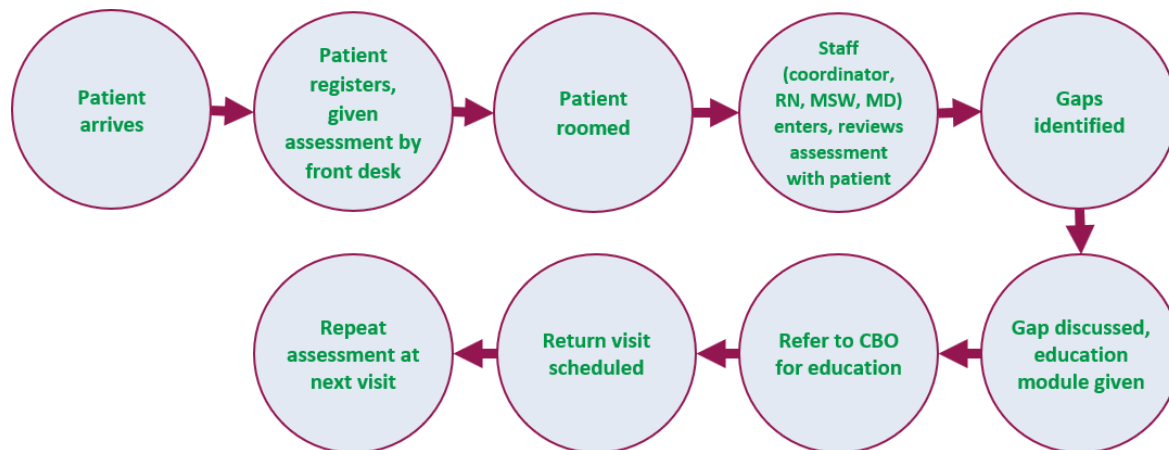 Patient
arrives
Patient
registers,
given
assessment by
front desk
Patient
roomed
Staff
(coordinator,
RN, MSW, MD)
enters, reviews
assessment
with patient
Gaps
identified
Gap discussed,
education
module given
Refer to CBO
for education
Return visit
scheduled
Repeat
assessment at
next visit